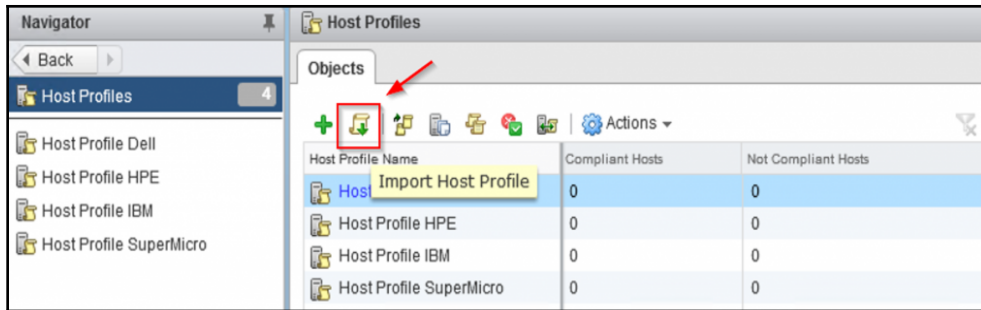 Navigator
Back
Host Profiles 4
Host Profile Dell
Host Profile HPE
Host Profile IBM
Host Profile SuperMicro
Host Profiles
Objects
Actions
Host Profile Name Compliant Hosts Not Compliant Hosts
Host 0 0
Import Host Profile
Host Profile HPE 0 0
Host Profile IBM 0 0
Host Profile SuperMicro 0 0